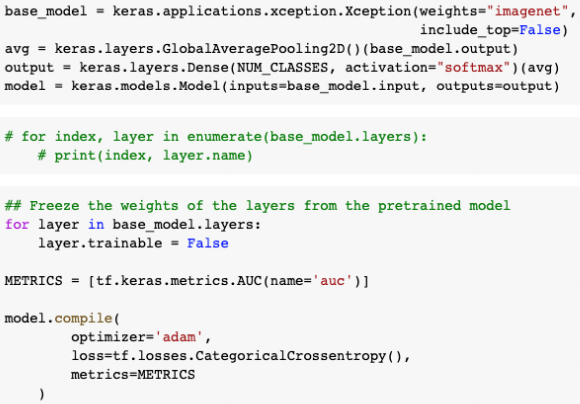 base_model = keras.applications.xception.Xception(weights="imagenet",
                                                  include_top=False)
avg = keras.layers.GlobalAveragePooling2D()(base_model.output)
output = keras.layers.Dense(NUM_CLASSES, activation="softmax")(avg)
model = keras.models.Model(inputs=base_model.input, outputs=output)
# for index, layer in enumerate(base_model.layers):
    # print(index, layer.name)
## Freeze the weights of the layers from the pretrained model
for layer in base_model.layers:
    layer.trainable = False
METRICS = [tf.keras.metrics.AUC(name='auc')]
model.compile(
        optimizer='adam',
        loss=tf.losses.CategoricalCrossentropy(),
        metrics=METRICS
    )